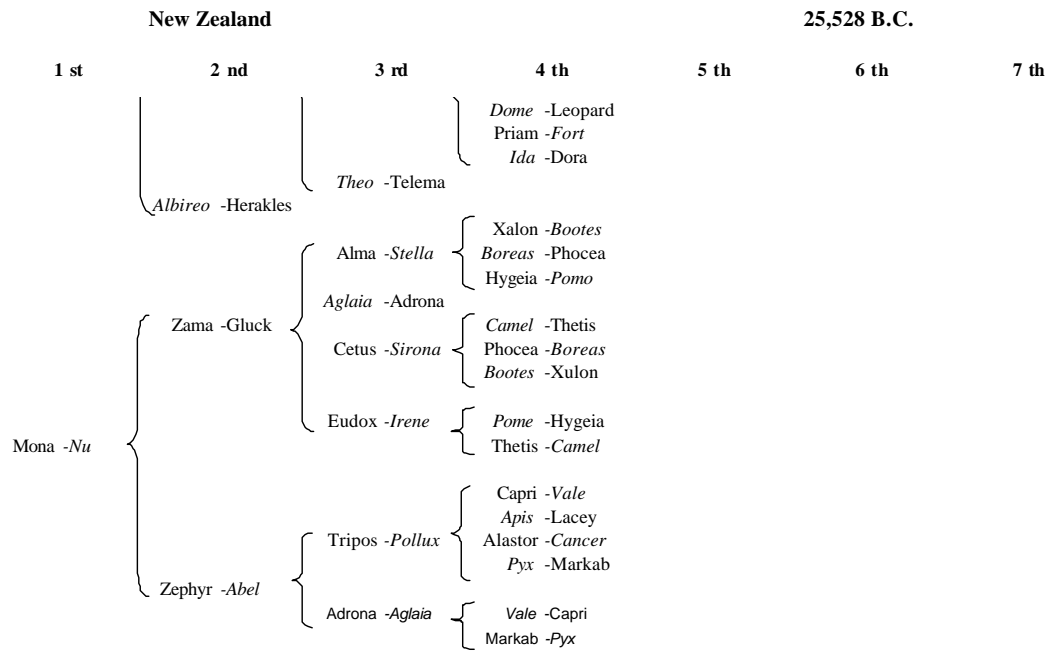 New Zealand 25,528 B.C.
1 st 2 nd 3 rd 4 th 5 th 6 th 7 th
Dome -Leopard
Priam -Fort
Ida -Dora
Theo -Telema
Albireo -Herakles
Xalon -Bootes
Alma -Stella
Boreas -Phocea
Hygeia -Pomo
Aglaia -Adrona
Zama -Gluck
Camel -Thetis
Cetus -Sirona
Phocea -Boreas
Bootes -Xulon
Eudox -Irene
Pome -Hygeia
Mona -Nu
Thetis -Camel
Capri -Vale
Apis -Lacey
Tripos -Pollux
Alastor -Cancer
Pyx -Markab
Zephyr -Abel
Adrona -Aglaia
Vale -Capri
Markab -Pyx